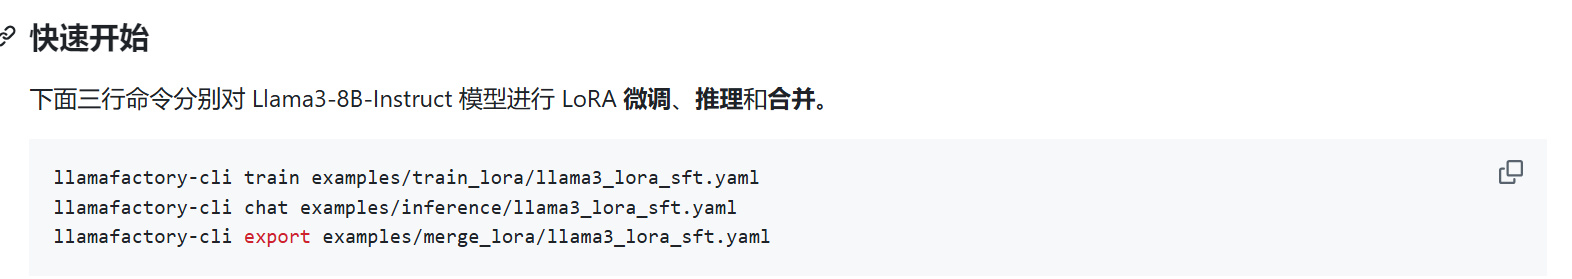 快速开始
下面三行命令分别对 Llama3-8B-Instruct 模型进行 LoRA 微调、推理和合并。
llamafactory-cli train examples/train_lora/llama3_lora_sft.yaml
llamafactory-cli chat examples/inference/llama3_lora_sft.yaml
llamafactory-cli export examples/merge_lora/llama3_lora_sft.yaml